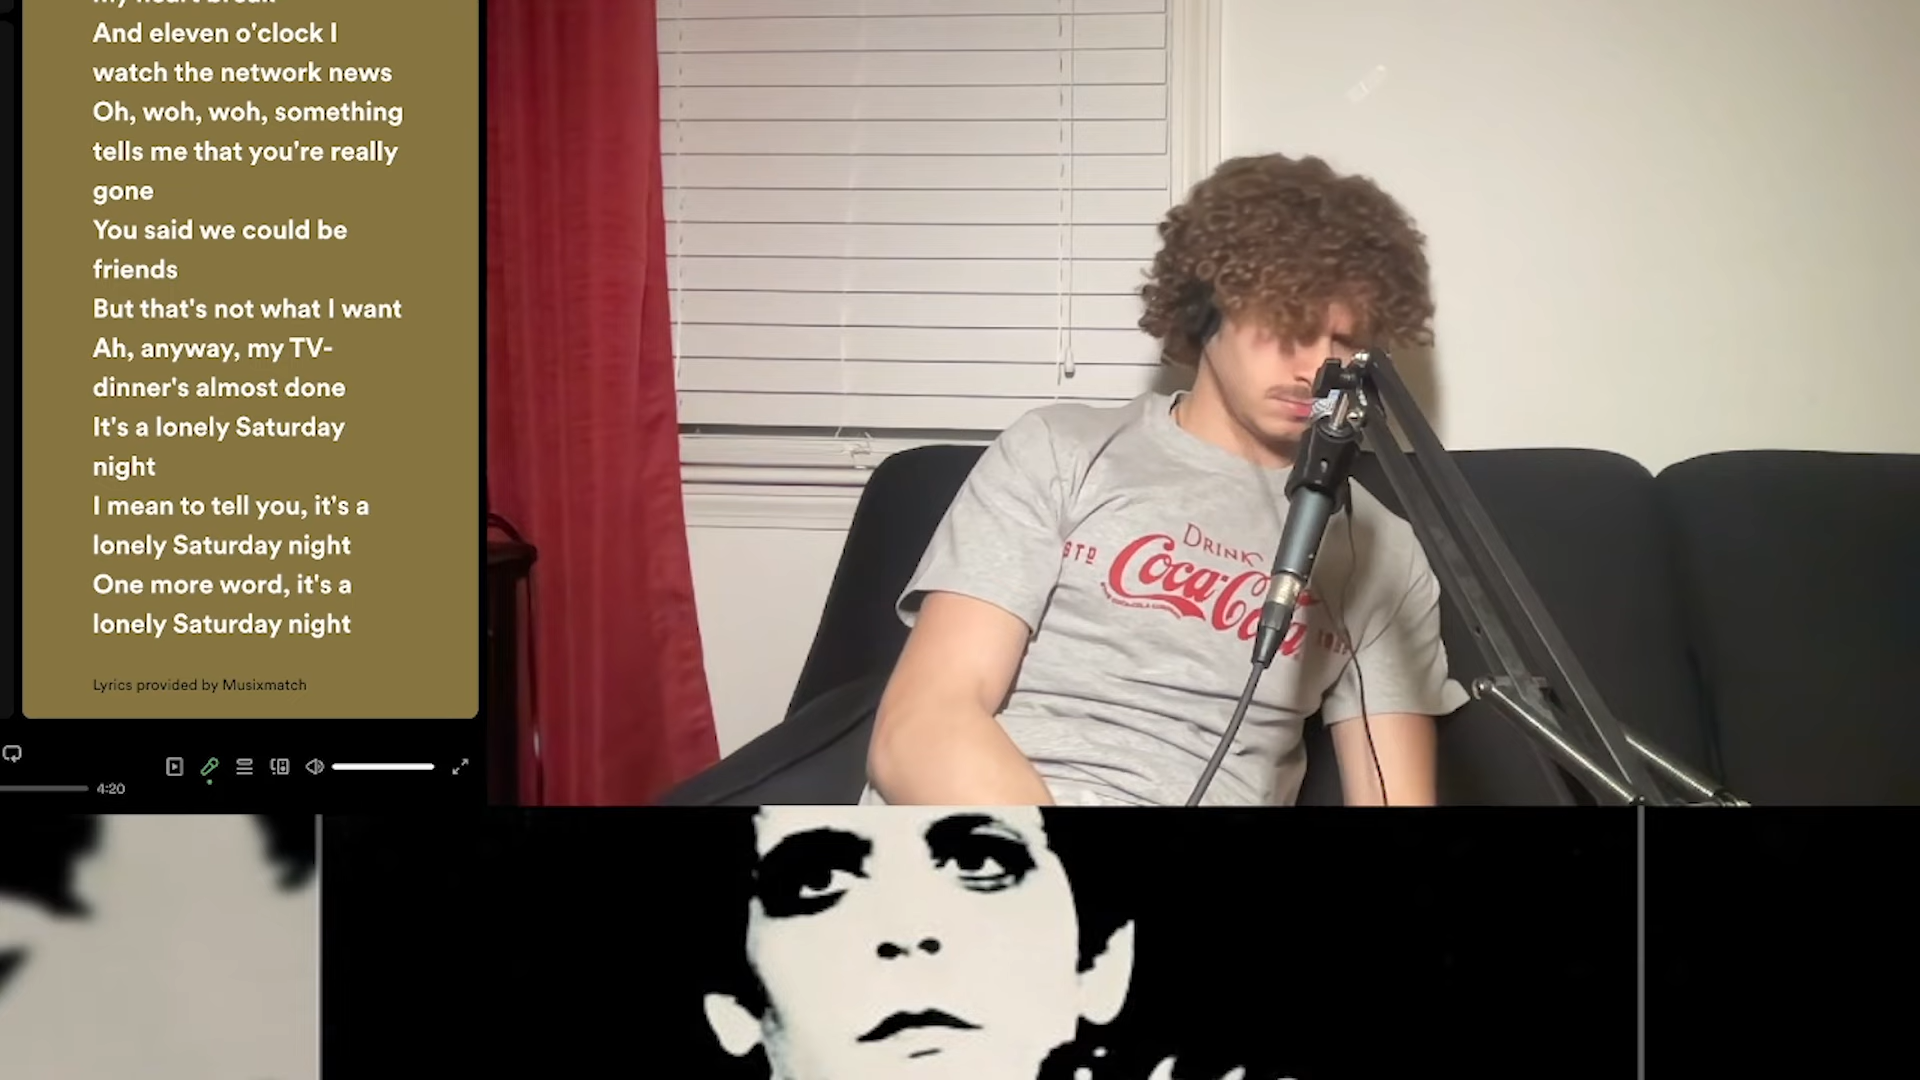 my heart break
And eleven o'clock I
watch the network news
Oh, woh, woh, something
tells me that you're really
gone
You said we could be
friends
But that's not what I want
Ah, anyway, my TV-
dinner's almost done
It's a lonely Saturday
night
I mean to tell you, it's a
lonely Saturday night
One more word, it's a
lonely Saturday night
Lyrics provided by Musixmatch
4:20
DRINK
Coca-Cola